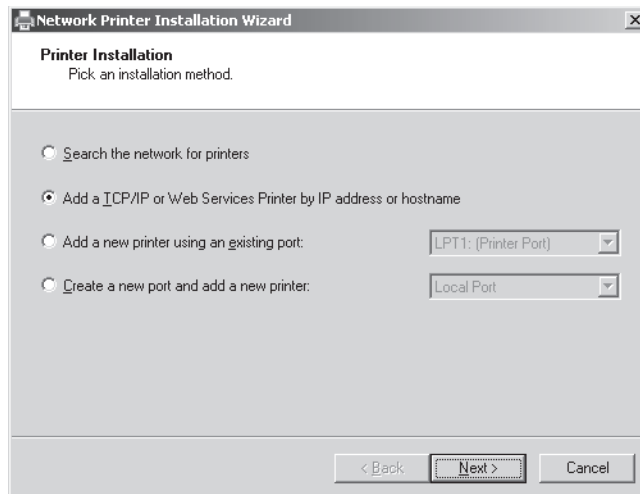 Network Printer Installation Wizard
Printer Installation
Pick an installation method.
Search the network for printers
Add a TCP/IP or Web Services Printer by IP address or hostname
Add a new printer using an existing port: LPT1: (Printer Port)
Create a new port and add a new printer: Local Port
< Back Next > Cancel